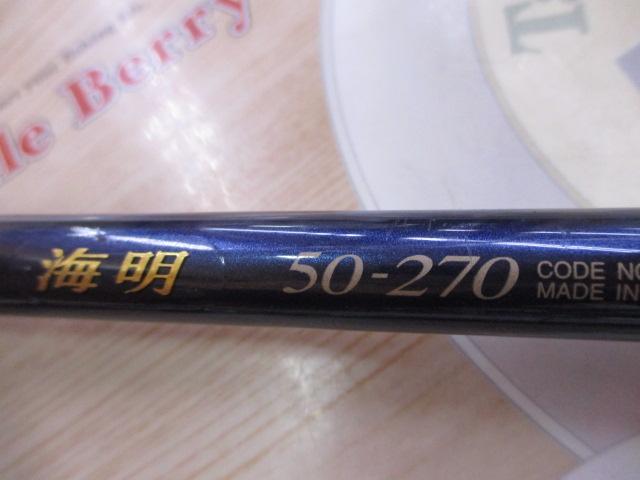 le Berry
T
海明 50-270 CODE NO
MADE IN